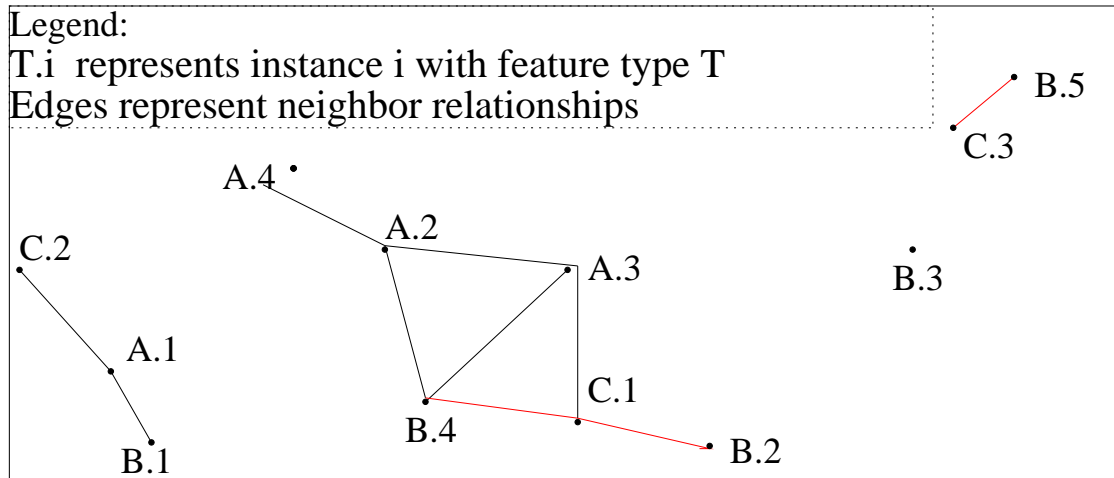 Legend:
T.i represents instance i with feature type T
Edges represent neighbor relationships
B.5
C.3
A.4
A.2
C.2
A.3
B.3
A.1
C.1
B.4
B.2
B.1